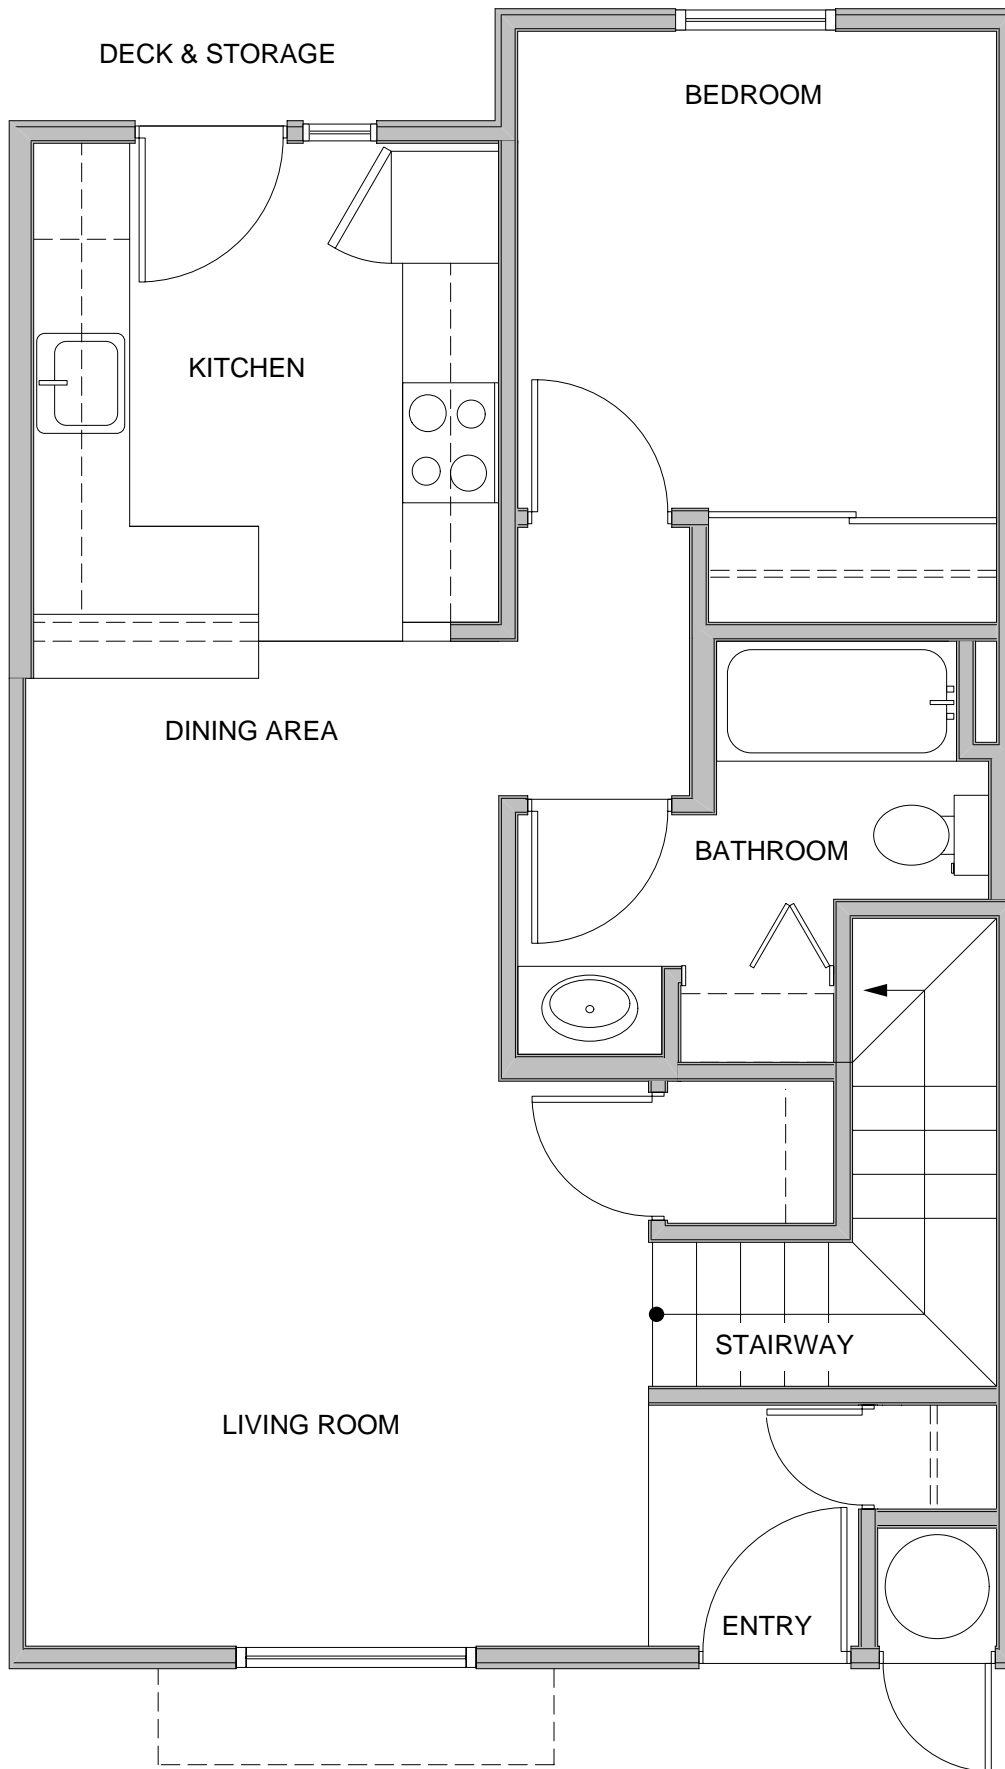 DECK & STORAGE
BEDROOM
KITCHEN
DINING AREA
BATHROOM
STAIRWAY
LIVING ROOM
ENTRY